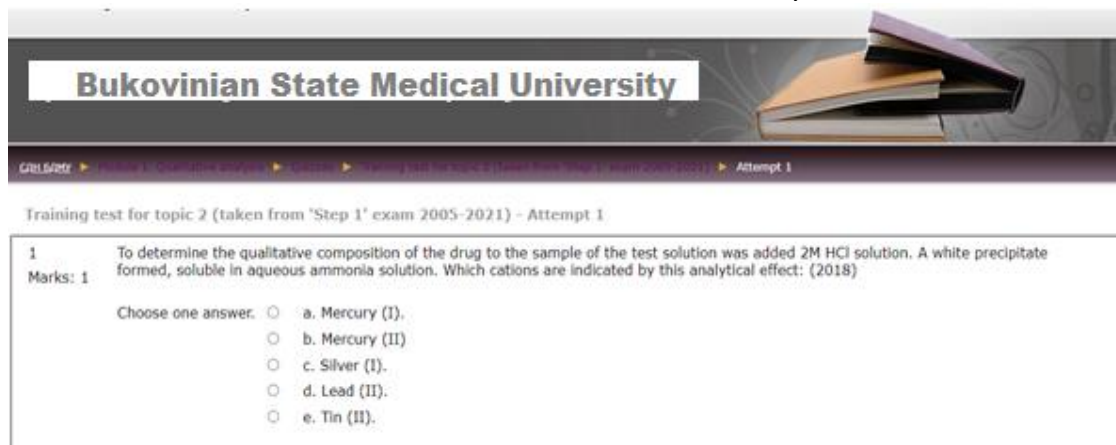 Bukovinian State Medical University
Attempt 1
Training test for topic 2 (taken from 'Step 1' exam 2005-2021) - Attempt 1
1
Marks: 1
To determine the qualitative composition of the drug to the sample of the test solution was added 2M HCl solution. A white precipitate
formed, soluble in aqueous ammonia solution. Which cations are indicated by this analytical effect: (2018)
Choose one answer.
a. Mercury (I).
b. Mercury (II)
c. Silver (I).
d. Lead (II).
e. Tin (II).